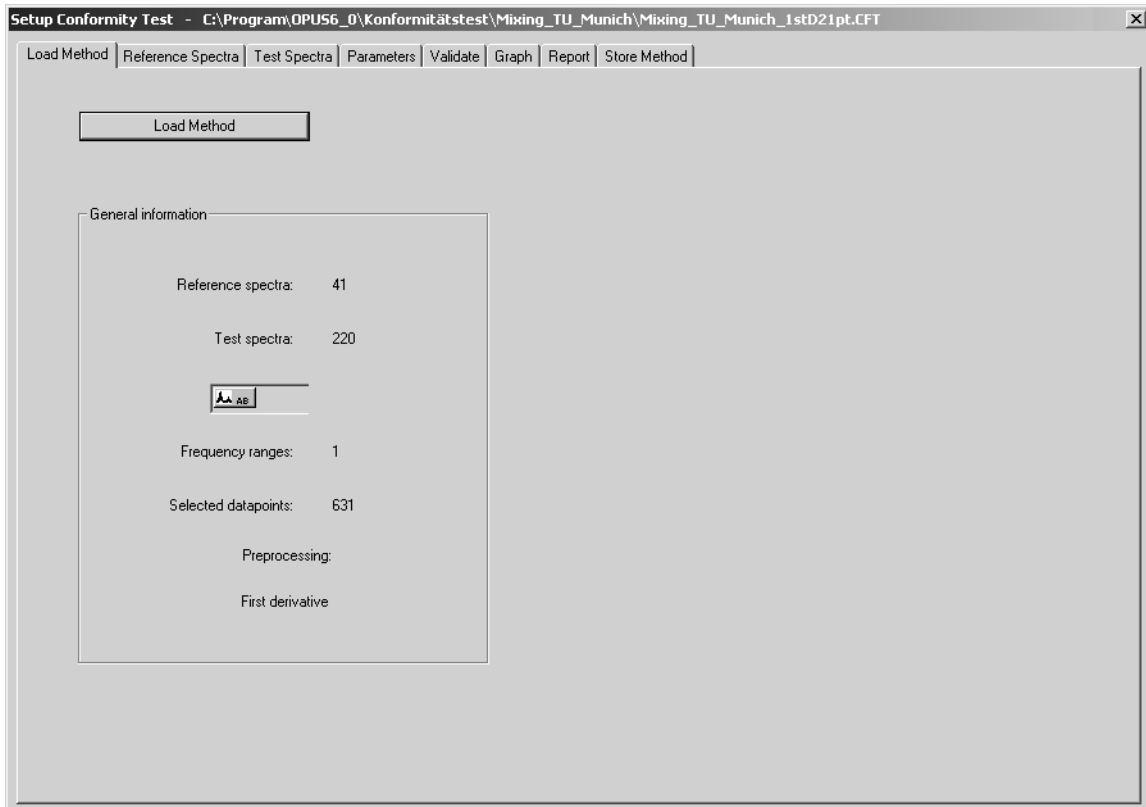 Setup Conformity Test - C:\Program\OPUS6_0\Konformitätstest\Mixing_TU_Munich\Mixing_TU_Munich_1stD21pt.CFT
Load Method Reference Spectra Test Spectra Parameters Validate Graph Report Store Method
Load Method
General information
Reference spectra: 41
Test spectra: 220
AB
Frequency ranges: 1
Selected datapoints: 631
Preprocessing:
First derivative